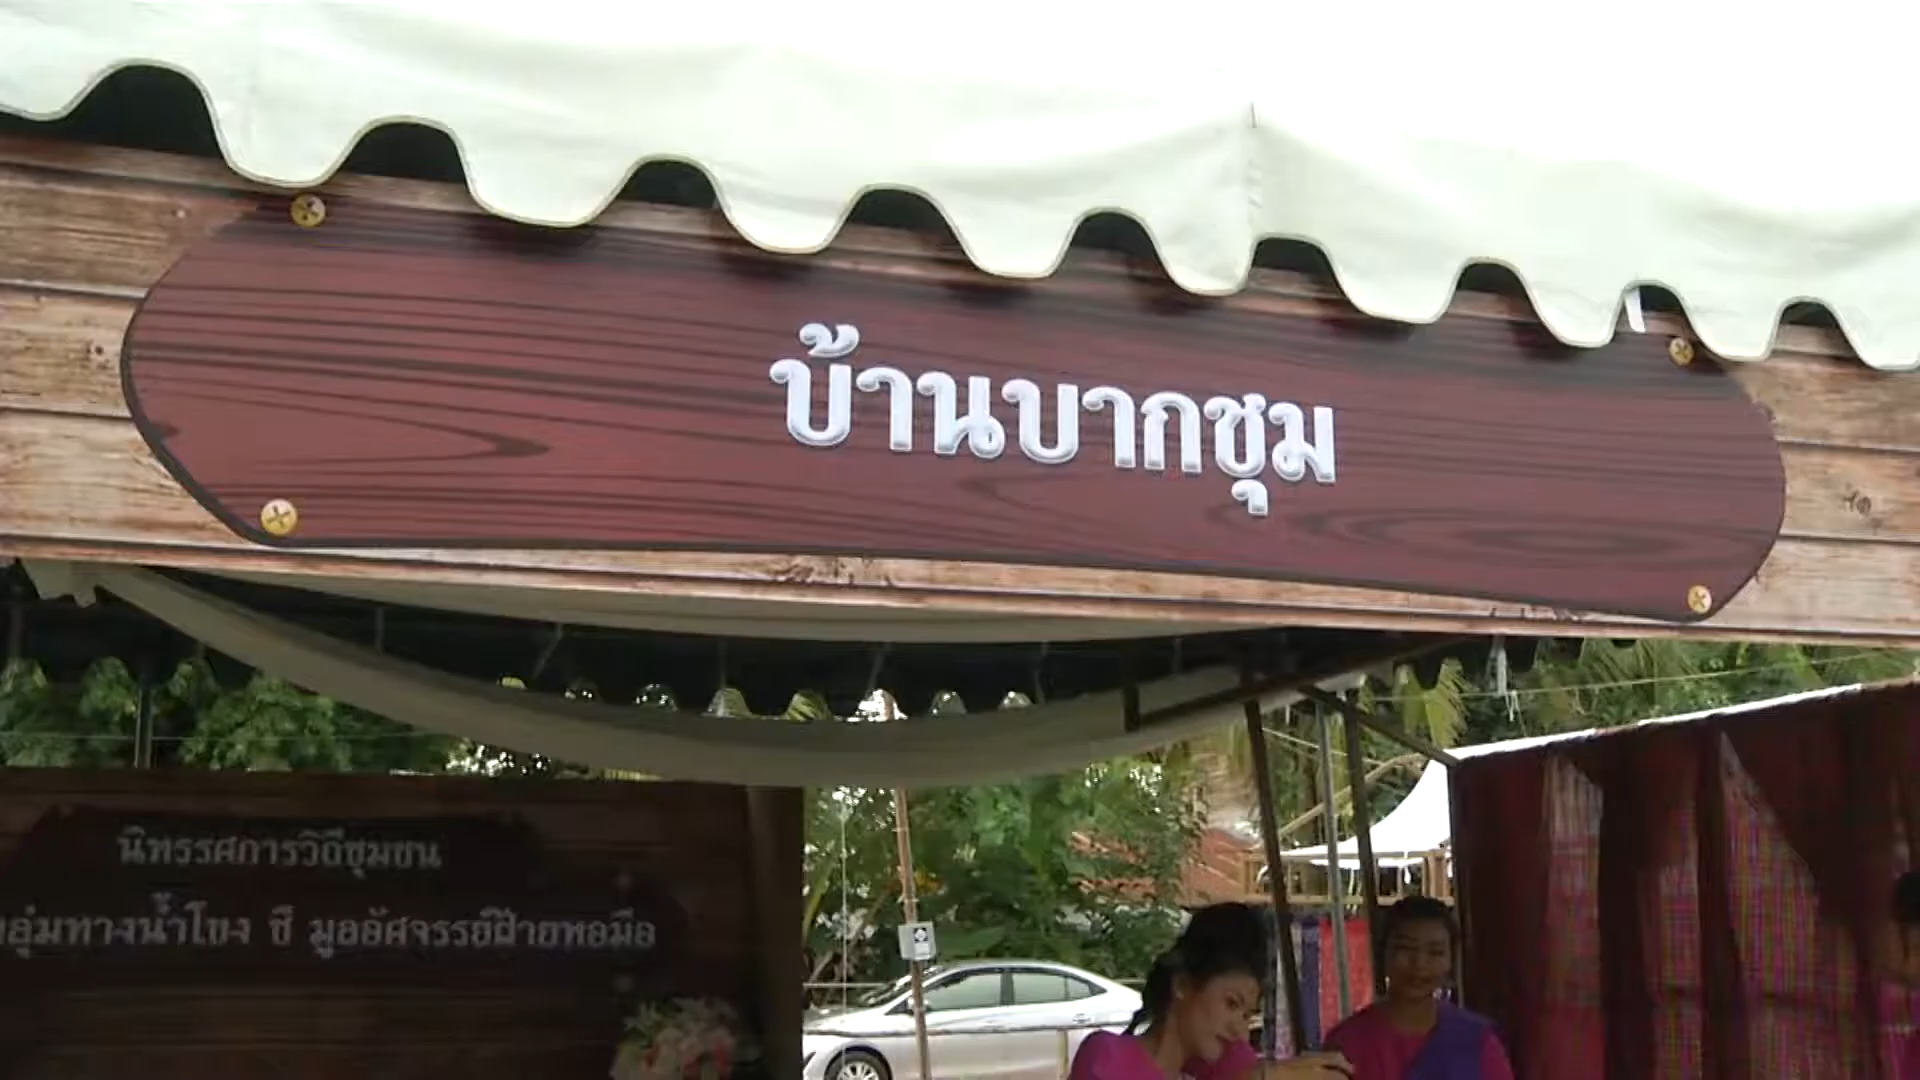 บ้านบากชุม
นิทรรศการวิถีชุมชน
ลุ่มทางน้ำโขง ชี มูลอัศจรรย์ฝ้ายทอมือ